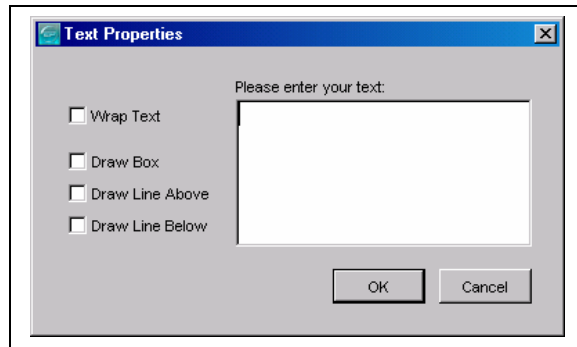 Text Properties
Please enter your text:
Wrap Text
Draw Box
Draw Line Above
Draw Line Below
OK
Cancel